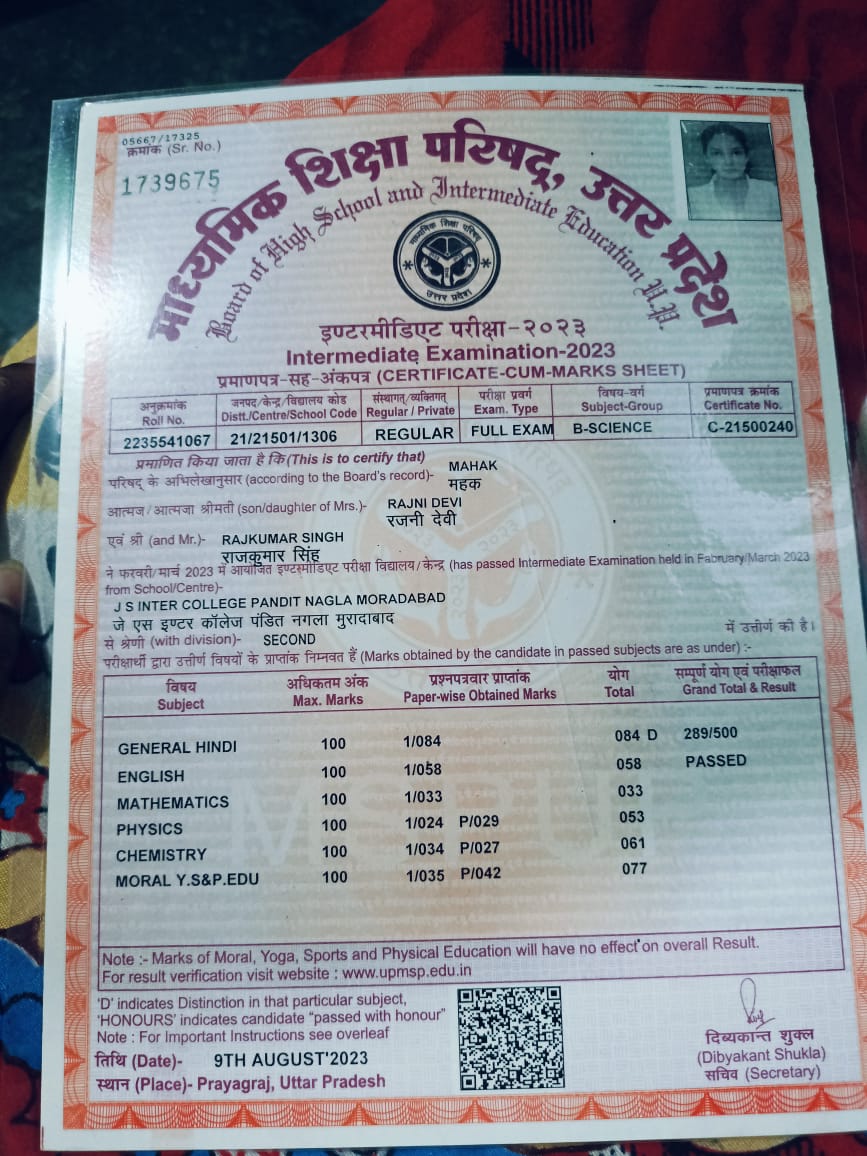 05667/17325
क्रमांक (Sr. No.)
1739675
माध्यमिक शिक्षा परिषद्, उत्तर प्रदेश
Board of High School and Intermediate Education U.P.
माध्यमिक शिक्षा परिषद्
उत्तर प्रदेश
इण्टरमीडिएट परीक्षा-२०२३
Intermediate Examination-2023
प्रमाणपत्र-सह-अंकपत्र (CERTIFICATE-CUM-MARKS SHEET)
अनुक्रमांक जनपद/केन्द्र/विद्यालय कोड संस्थागत/व्यक्तिगत परीक्षा प्रवर्ग विषय-वर्ग प्रमाणपत्र क्रमांक
Roll No. Distt./Centre/School Code Regular / Private Exam. Type Subject-Group Certificate No.
2235541067 21/21501/1306 REGULAR FULL EXAM B-SCIENCE C-21500240
प्रमाणित किया जाता है कि (This is to certify that)
परिषद् के अभिलेखानुसार (according to the Board's record)- MAHAK
महक
आत्मज/आत्मजा श्रीमती (son/daughter of Mrs.)- RAJNI DEVI
रजनी देवी
एवं श्री (and Mr.)- RAJKUMAR SINGH
राजकुमार सिंह
ने फरवरी/मार्च 2023 में आयोजित इण्टरमीडिएट परीक्षा विद्यालय/केन्द्र (has passed Intermediate Examination held in Fabruary/March 2023
from School/Centre)-
J S INTER COLLEGE PANDIT NAGLA MORADABAD
जे एस इण्टर कॉलेज पंडित नगला मुरादाबाद में उत्तीर्ण की है।
से श्रेणी (with division)- SECOND
परीक्षार्थी द्वारा उत्तीर्ण विषयों के प्राप्तांक निम्नवत हैं (Marks obtained by the candidate in passed subjects are as under) :-
विषय अधिकतम अंक प्रश्नपत्रवार प्राप्तांक योग सम्पूर्ण योग एवं परीक्षाफल
Subject Max. Marks Paper-wise Obtained Marks Total Grand Total & Result
GENERAL HINDI 100 1/084 084 D 289/500
ENGLISH 100 1/058 058 PASSED
MATHEMATICS 100 1/033 033
PHYSICS 100 1/024 P/029 053
CHEMISTRY 100 1/034 P/027 061
MORAL Y.S&P.EDU 100 1/035 P/042 077
Note :- Marks of Moral, Yoga, Sports and Physical Education will have no effect on overall Result.
For result verification visit website : www.upmsp.edu.in
'D' indicates Distinction in that particular subject,
'HONOURS' indicates candidate "passed with honour"
Note : For Important Instructions see overleaf
तिथि (Date)- 9TH AUGUST'2023
स्थान (Place)- Prayagraj, Uttar Pradesh
दिब्यकान्त शुक्ल
(Dibyakant Shukla)
सचिव (Secretary)